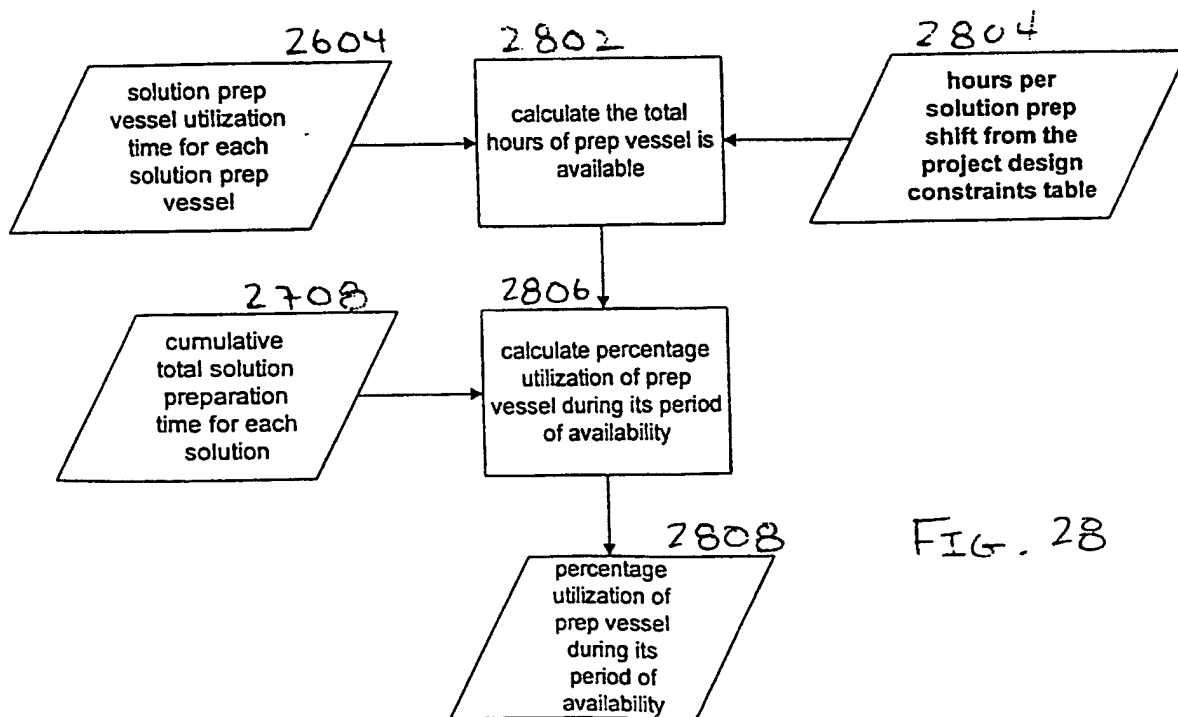 2604
solution prep
vessel utilization
time for each
solution prep
vessel
2802
calculate the total
hours of prep vessel is
available
2804
hours per
solution prep
shift from the
project design
constraints table
2708
cumulative
total solution
preparation
time for each
solution
2806
calculate percentage
utilization of prep
vessel during its period
of availability
2808
percentage
utilization of
prep vessel
during its
period of
availability
FIG. 28